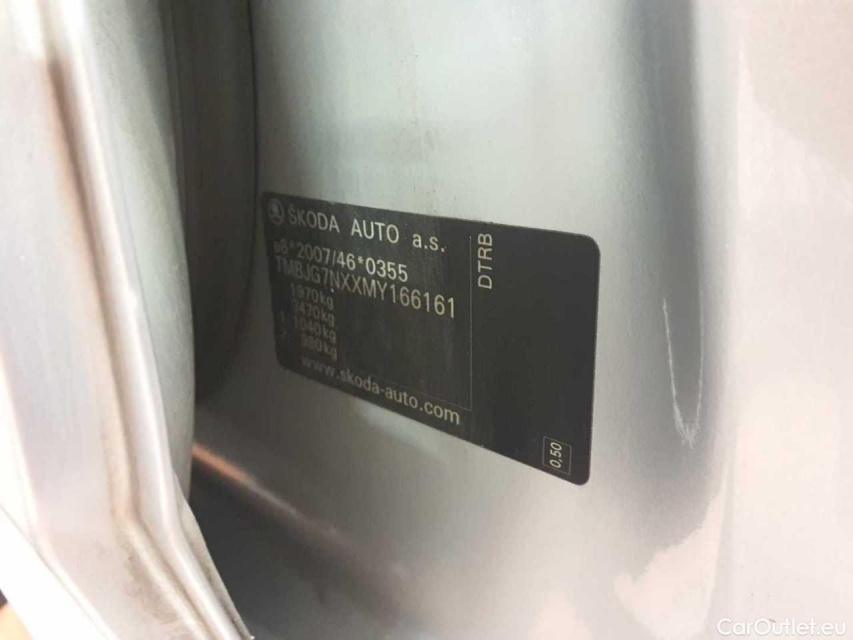 ŠKODA AUTO a.s.
e8*2007/46*0355
TMBJG7NXXMY166161
1970kg
3470kg
1 1040kg
2 980kg
www.skoda-auto.com
DTRB
0,50
CarOutlet.eu